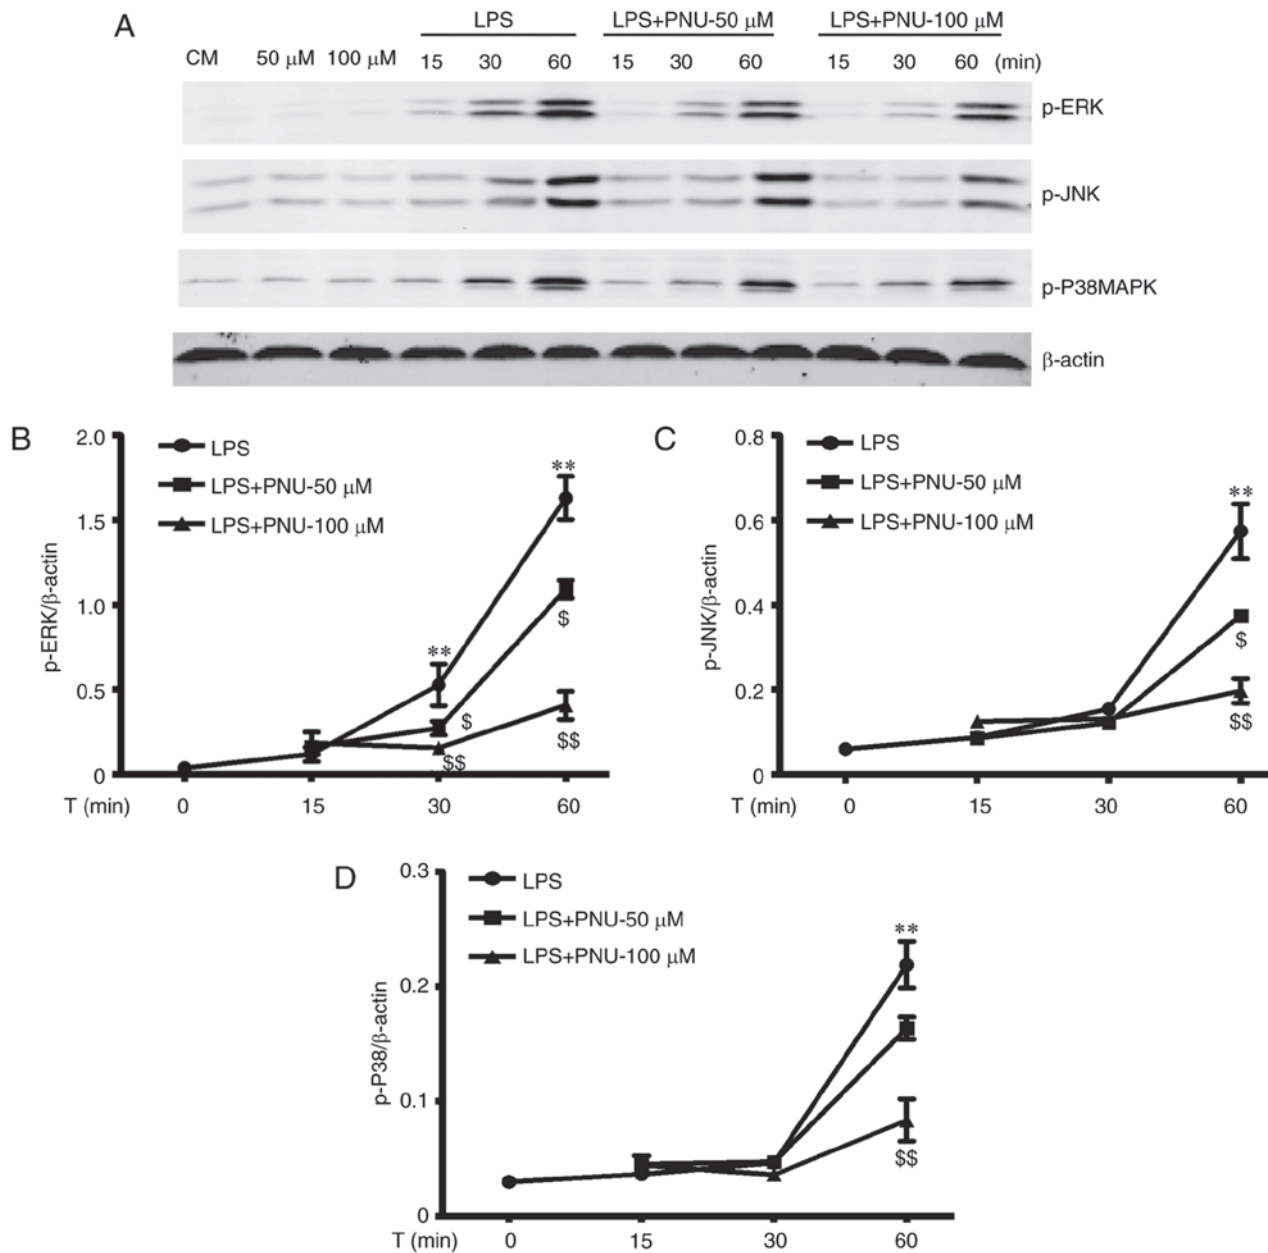 A
LPS
LPS+PNU-50 μM
LPS+PNU-100 μM
CM
50 μM
100 μM
15
30
60
15
30
60
15
30
60
(min)
p-ERK
p-JNK
p-P38MAPK
β-actin
B
2.0
1.5
1.0
0.5
0
p-ERK/β-actin
LPS
LPS+PNU-50 μM
LPS+PNU-100 μM
**
**
$
$
$$
$$
T (min)
0
15
30
60
C
0.8
0.6
0.4
0.2
0
p-JNK/β-actin
LPS
LPS+PNU-50 μM
LPS+PNU-100 μM
**
$
$$
T (min)
0
15
30
60
D
0.3
0.2
0.1
0
p-P38/β-actin
LPS
LPS+PNU-50 μM
LPS+PNU-100 μM
**
$$
T (min)
0
15
30
60